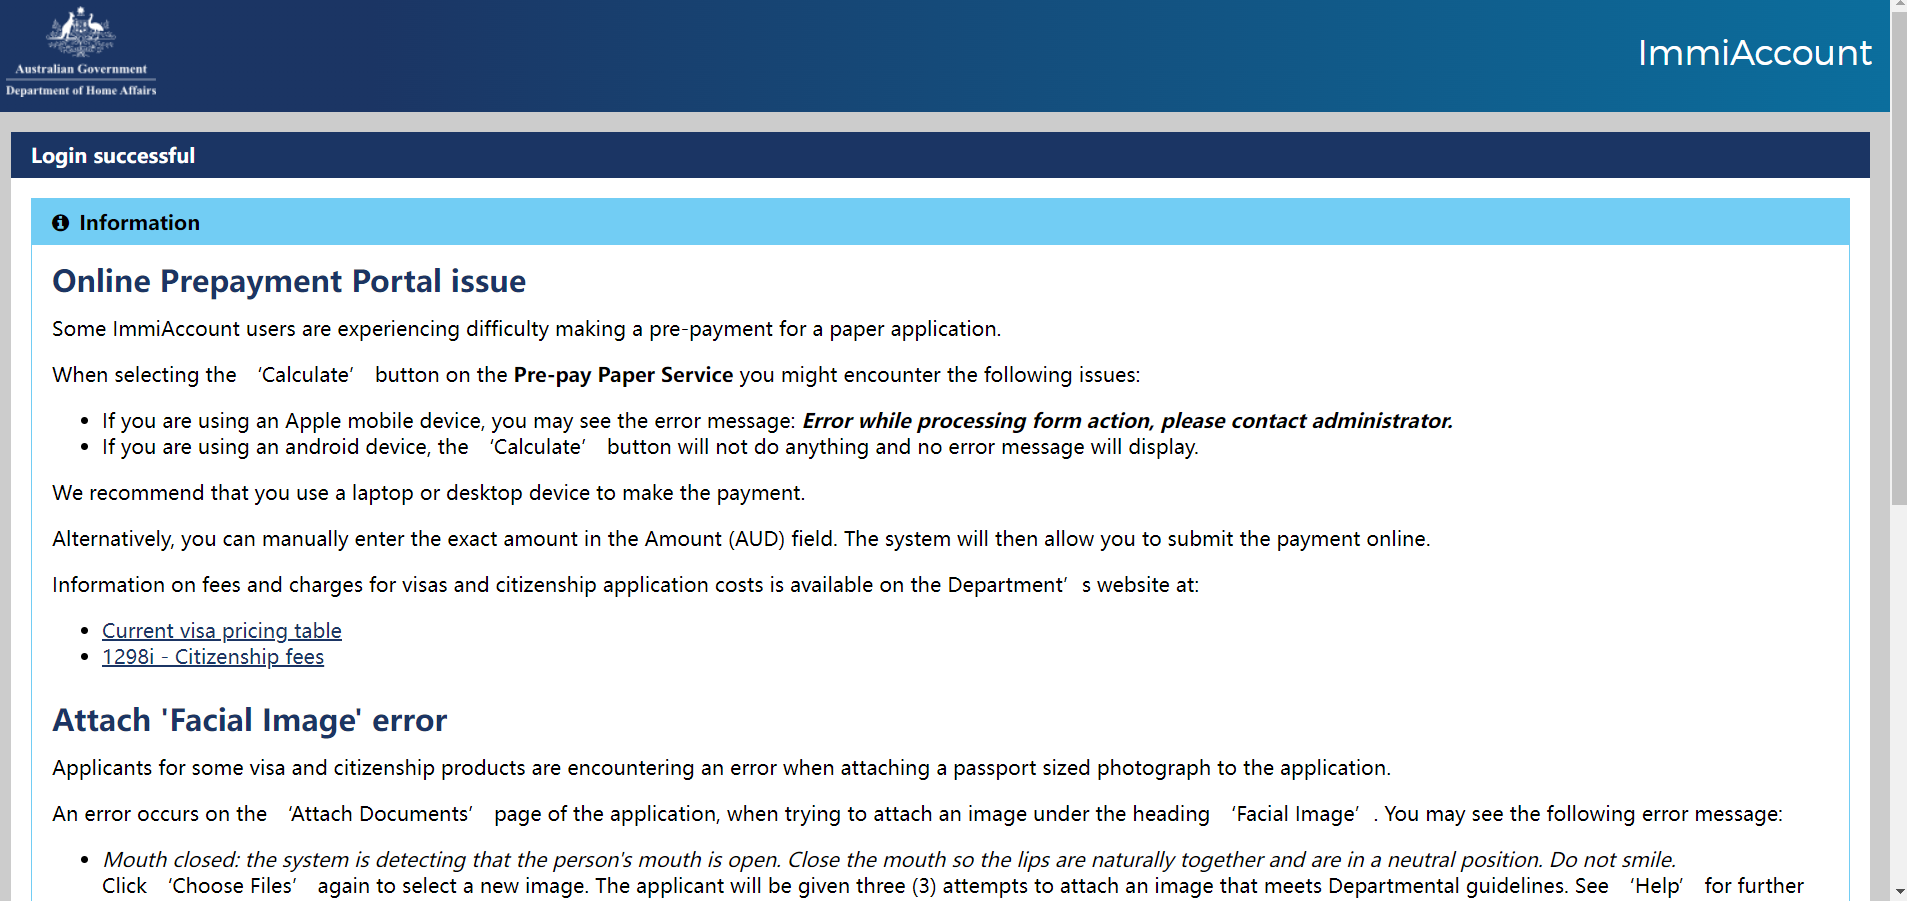 Australian Government
Department of Home Affairs
ImmiAccount
Login successful
Information
Online Prepayment Portal issue
Some ImmiAccount users are experiencing difficulty making a pre-payment for a paper application.
When selecting the ‘Calculate’ button on the Pre-pay Paper Service you might encounter the following issues:
• If you are using an Apple mobile device, you may see the error message: Error while processing form action, please contact administrator.
• If you are using an android device, the ‘Calculate’ button will not do anything and no error message will display.
We recommend that you use a laptop or desktop device to make the payment.
Alternatively, you can manually enter the exact amount in the Amount (AUD) field. The system will then allow you to submit the payment online.
Information on fees and charges for visas and citizenship application costs is available on the Department’s website at:
• Current visa pricing table
• 1298i - Citizenship fees
Attach 'Facial Image' error
Applicants for some visa and citizenship products are encountering an error when attaching a passport sized photograph to the application.
An error occurs on the ‘Attach Documents’ page of the application, when trying to attach an image under the heading ‘Facial Image’. You may see the following error message:
• Mouth closed: the system is detecting that the person's mouth is open. Close the mouth so the lips are naturally together and are in a neutral position. Do not smile.
Click ‘Choose Files’ again to select a new image. The applicant will be given three (3) attempts to attach an image that meets Departmental guidelines. See ‘Help’ for further